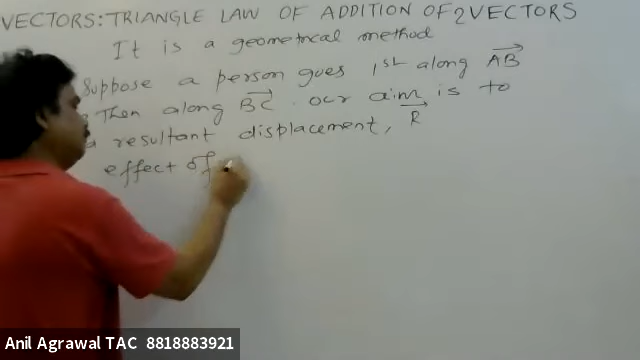 VECTORS: TRIANGLE LAW OF ADDITION OF 2 VECTORS
It is a geometrical method
Suppose a person goes 1st along AB
Then along BC. Our aim is to
a resultant displacement, R
effect of
Anil Agrawal TAC 8818883921